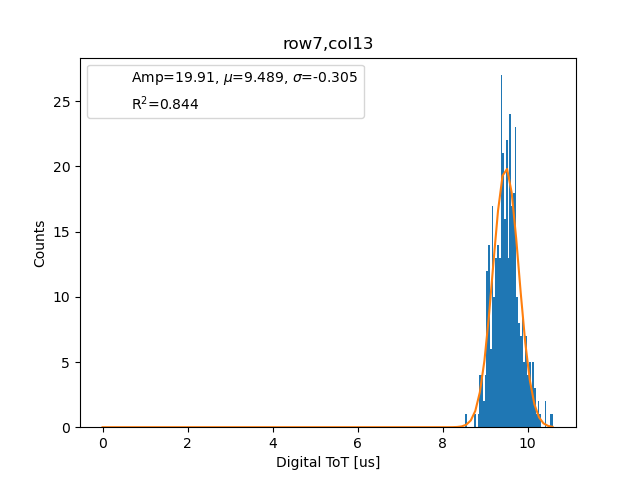 row7,col13
Amp=19.91, μ=9.489, σ=-0.305
R²=0.844
25
20
15
10
5
0
Counts
0 2 4 6 8 10
Digital ToT [us]